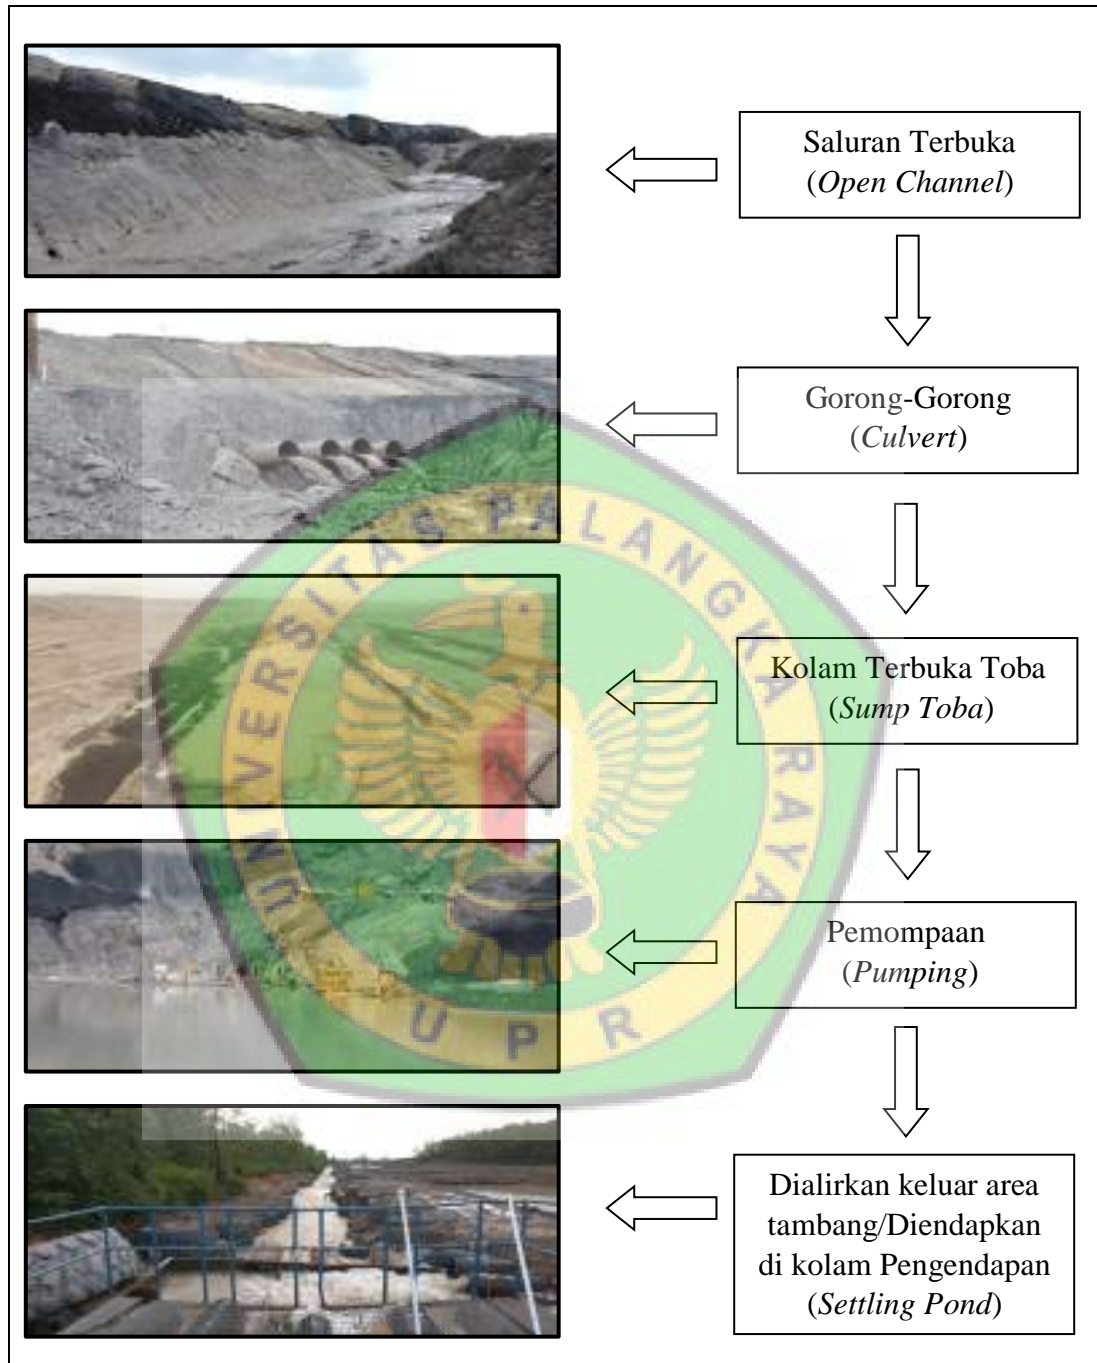 Saluran Terbuka
(Open Channel)
Gorong-Gorong
(Culvert)
Kolam Terbuka Toba
(Sump Toba)
Pemompaan
(Pumping)
Dialirkan keluar area
tambang/Diendapkan
di kolam Pengendapan
(Settling Pond)
UNIVERSITAS PALANGKA RAYA
UPR